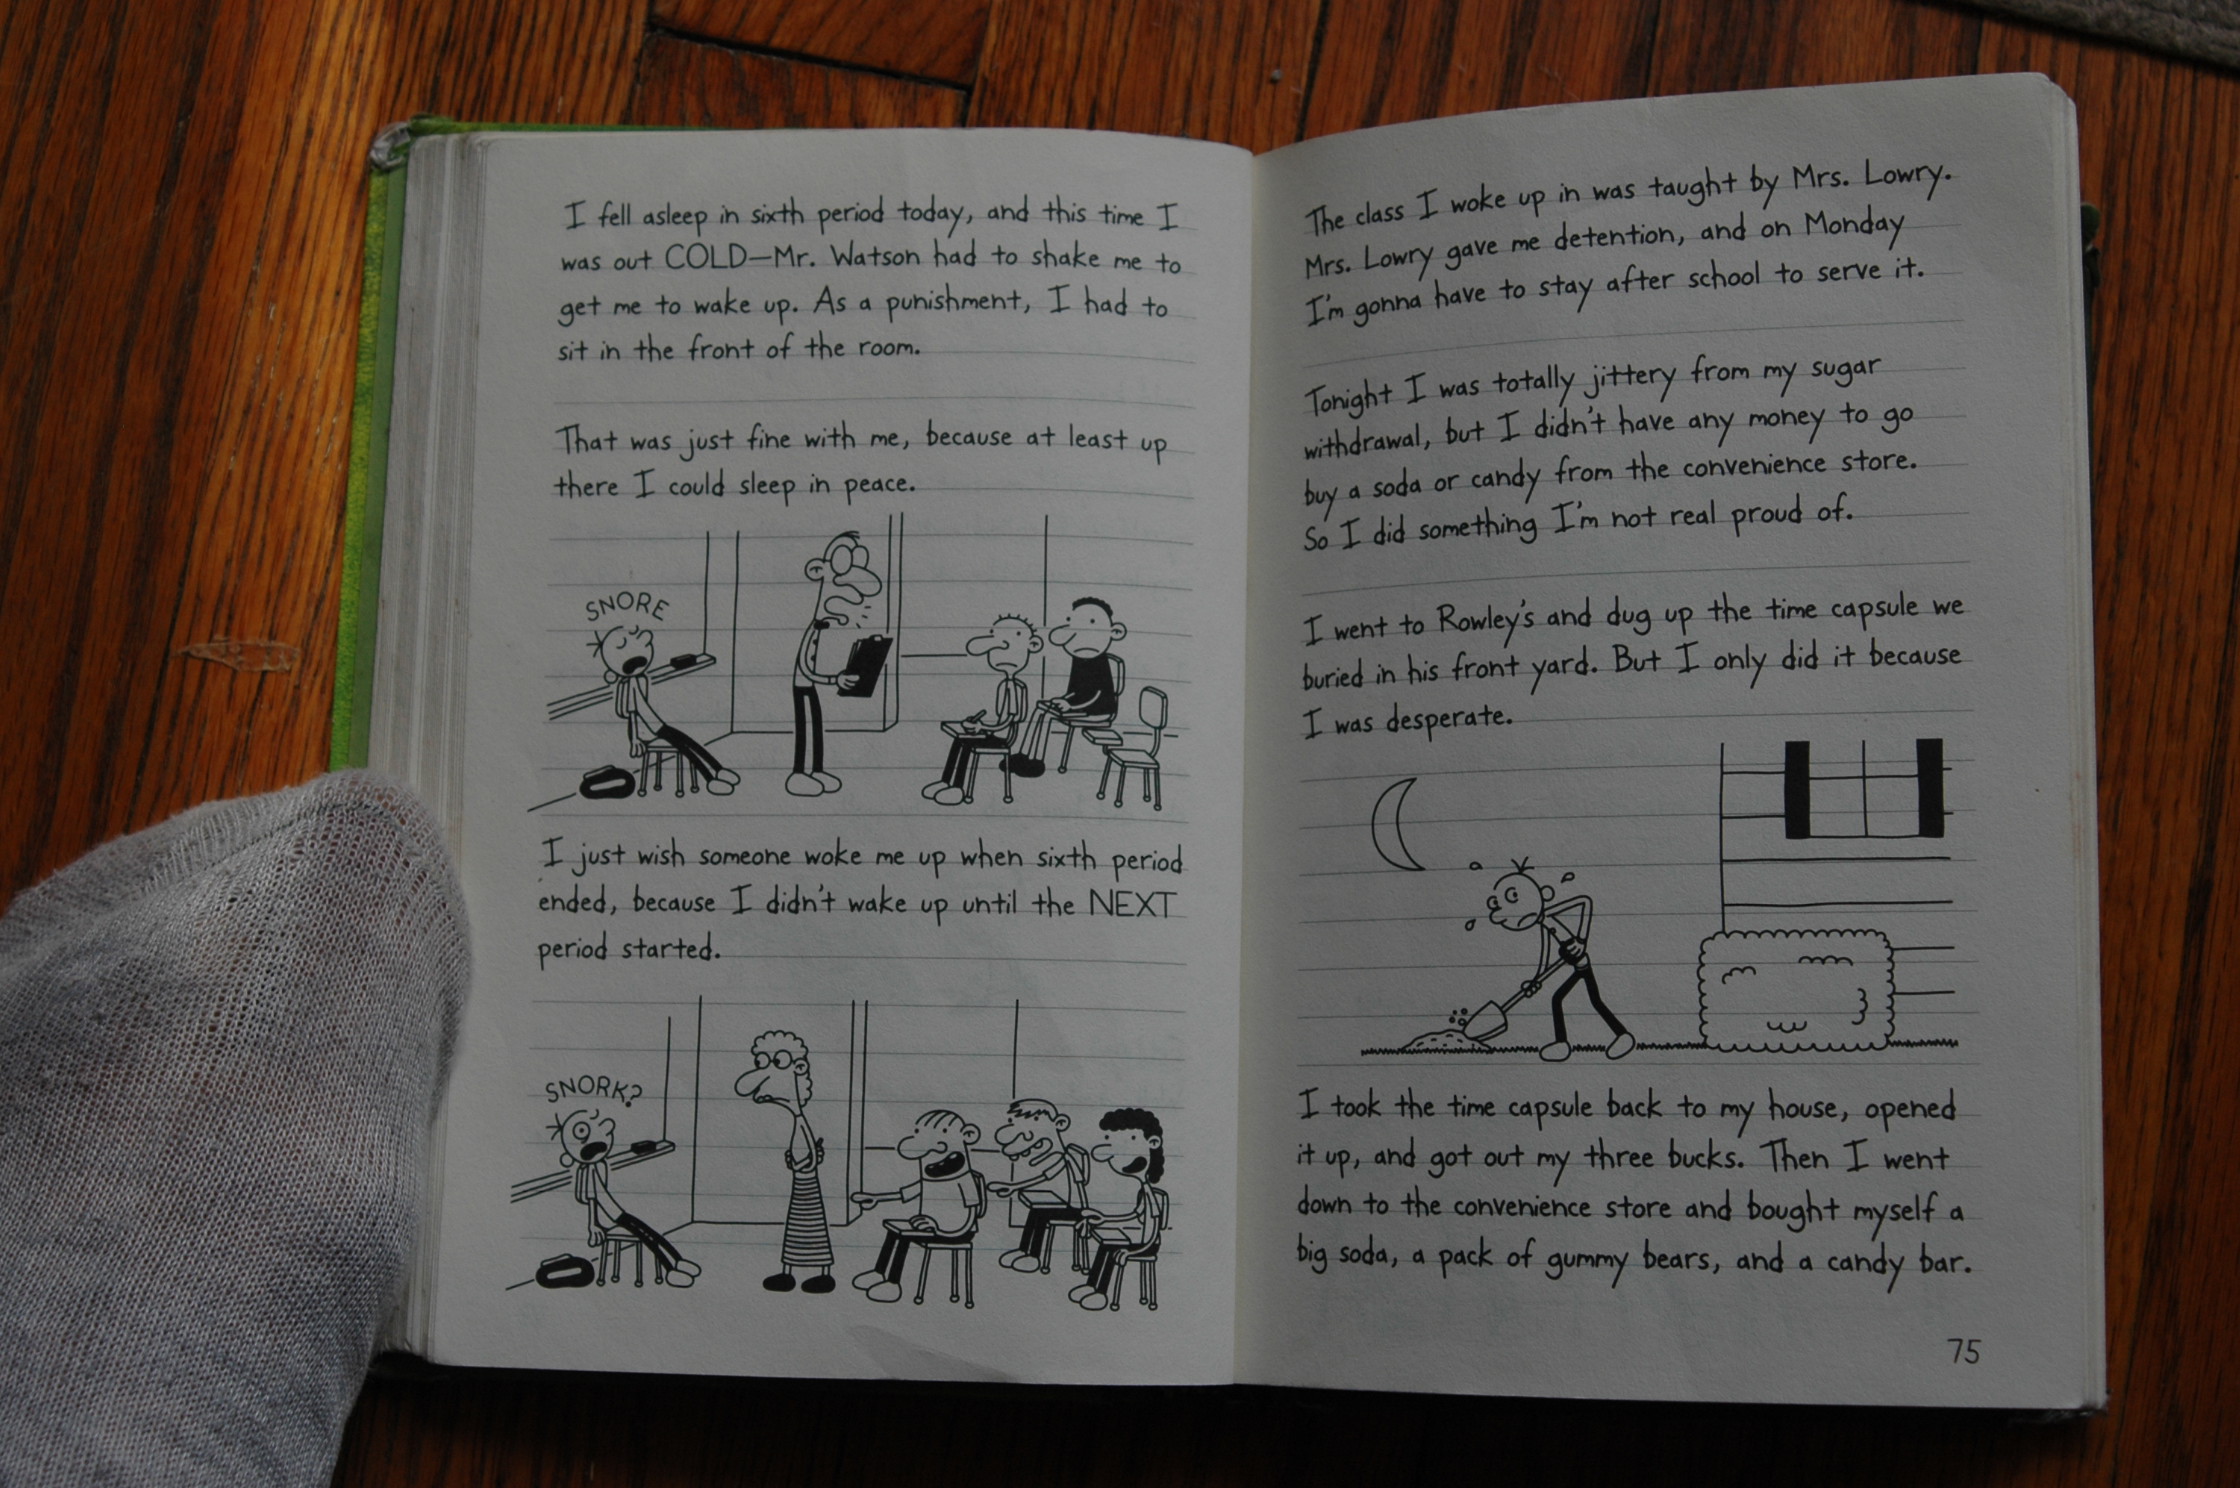 I fell asleep in sixth period today, and this time I
was out COLD—Mr. Watson had to shake me to
get me to wake up. As a punishment, I had to
sit in the front of the room.
That was just fine with me, because at least up
there I could sleep in peace.
SNORE
I just wish someone woke me up when sixth period
ended, because I didn't wake up until the NEXT
period started.
SNORK?
The class I woke up in was taught by Mrs. Lowry.
Mrs. Lowry gave me detention, and on Monday
I'm gonna have to stay after school to serve it.
Tonight I was totally jittery from my sugar
withdrawal, but I didn't have any money to go
buy a soda or candy from the convenience store.
So I did something I'm not real proud of.
I went to Rowley's and dug up the time capsule we
buried in his front yard. But I only did it because
I was desperate.
I took the time capsule back to my house, opened
it up, and got out my three bucks. Then I went
down to the convenience store and bought myself a
big soda, a pack of gummy bears, and a candy bar.
75